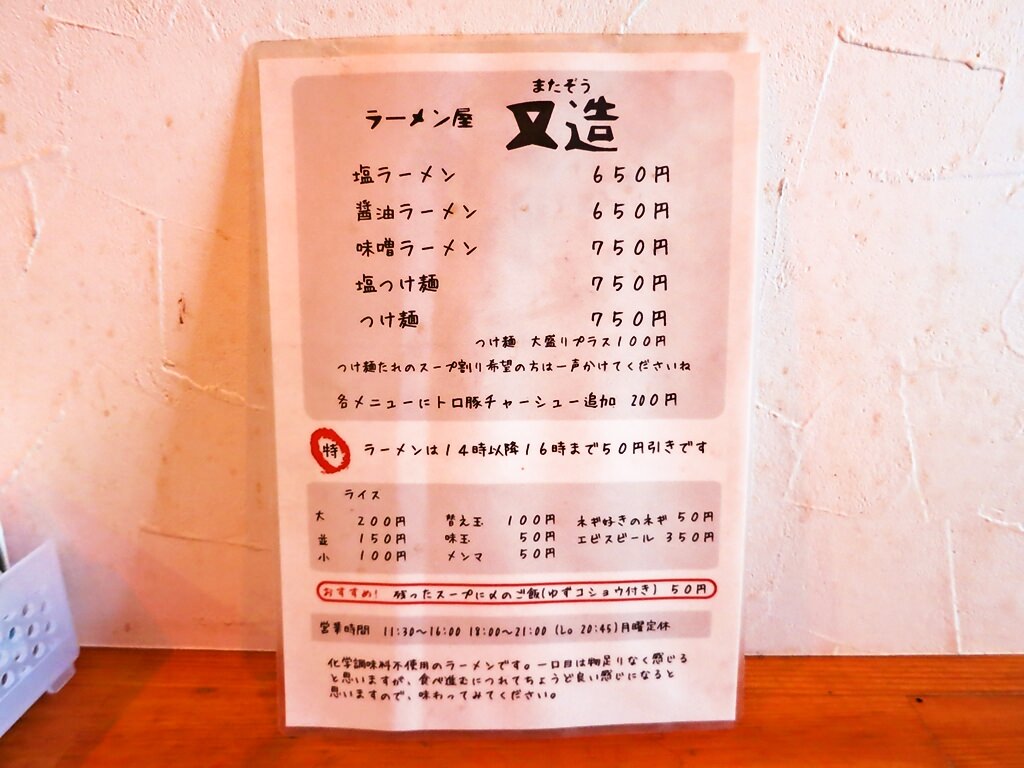 またぞう
ラーメン屋 又造
塩ラーメン 650円
醤油ラーメン 650円
味噌ラーメン 750円
塩つけ麺 750円
つけ麺 750円
つけ麺 大盛りプラス100円
つけ麺たれのスープ割り希望の方は一声かけてくださいね
各メニューにトロ豚チャーシュー追加 200円
特 ラーメンは14時以降16時まで50円引きです
ライス
大 200円 替え玉 100円 ネギ好きのネギ 50円
並 150円 味玉 50円 エビスビール 350円
小 100円 メンマ 50円
おすすめ! 残ったスープに〆のご飯(ゆずコショウ付き) 50円
営業時間 11:30～16:00 18:00～21:00 (Lo 20:45)月曜定休
化学調味料不使用のラーメンです。一口目は物足りなく感じる
と思いますが、食べ進むにつれてちょうど良い感じになると
思いますので、味わってみてください。